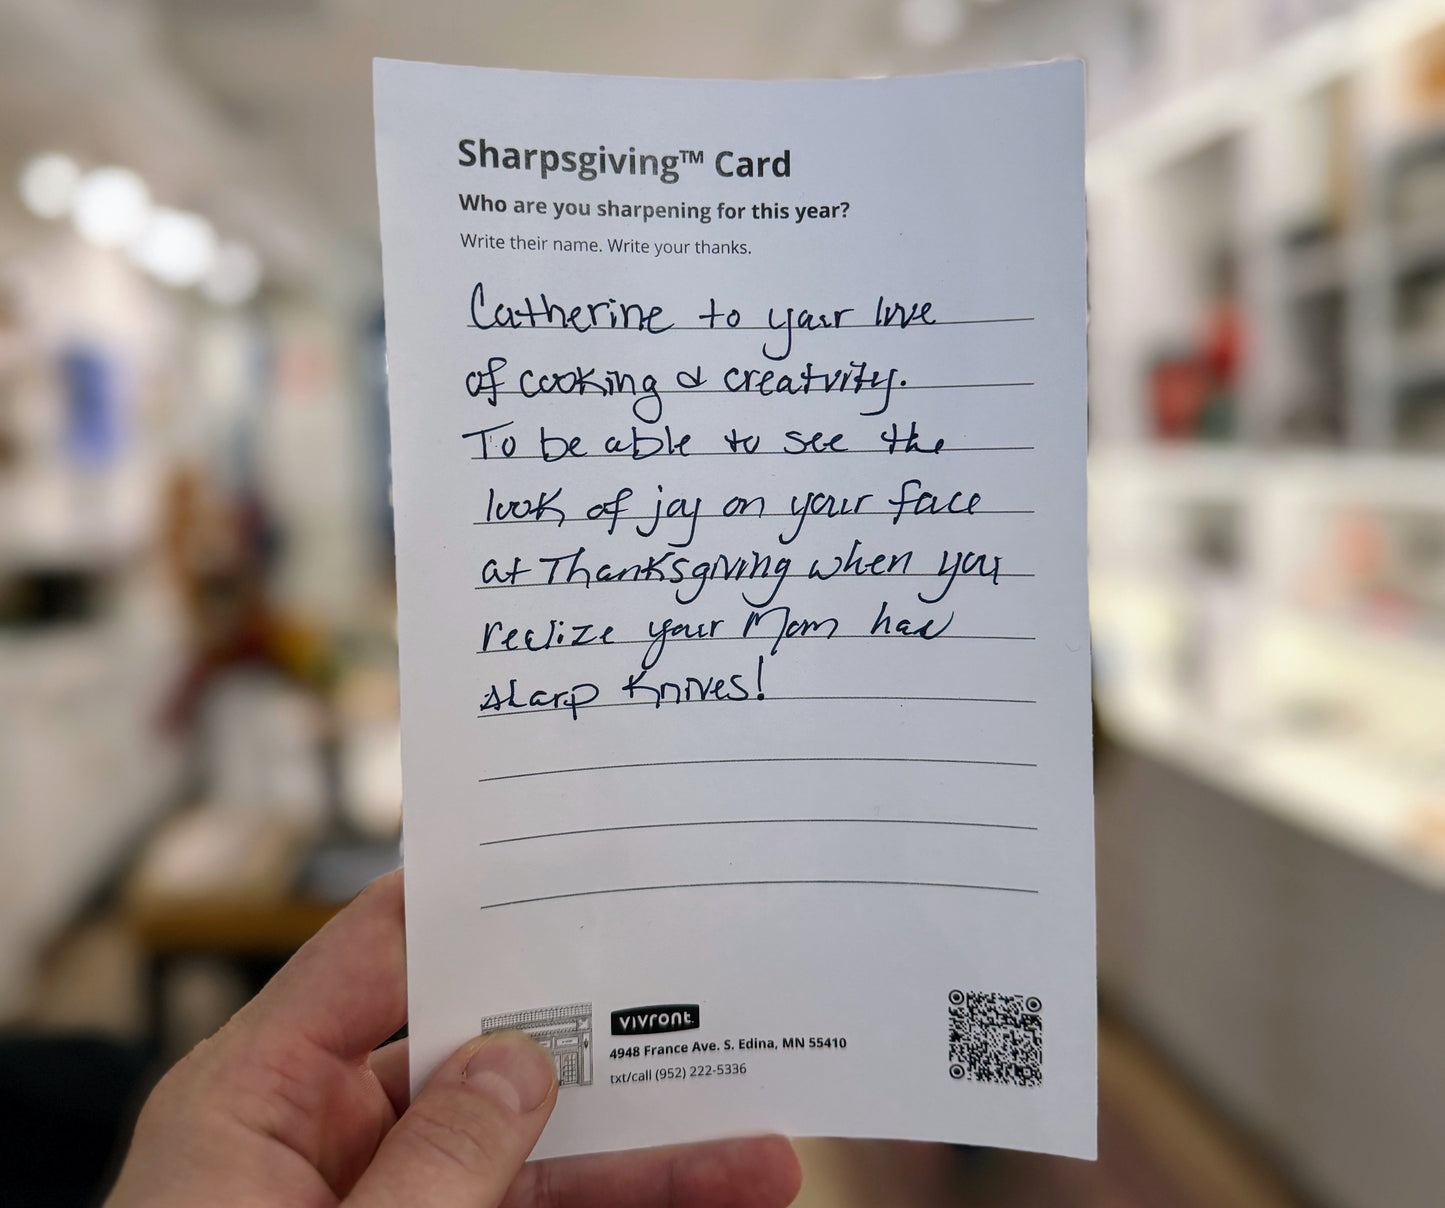 Sharpsgiving™ Card
Who are you sharpening for this year?
Write their name. Write your thanks.
Catherine to your love
of cooking & creatvity.
To be able to see the
look of joy on your face
at Thanksgiving when you
realize your Mom has
sharp knives!
vivront
4948 France Ave. S. Edina, MN 55410
txt/call (952) 222-5336